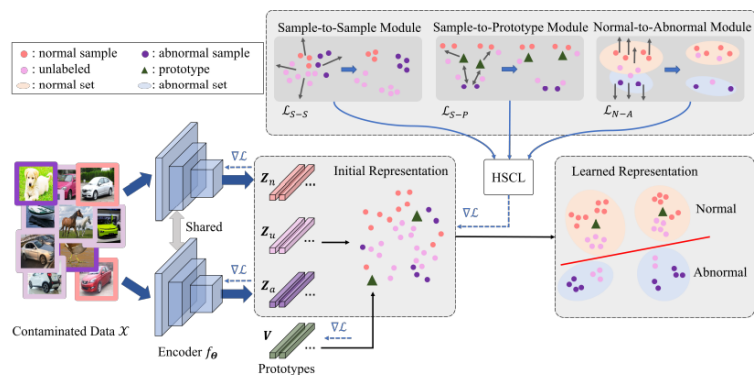 Sample-to-Sample Module
Sample-to-Prototype Module
Normal-to-Abnormal Module
: normal sample
: abnormal sample
: unlabeled
: prototype
: normal set
: abnormal set
ℒS−S
ℒS−P
ℒN−A
∇ℒ
Zn
...
Initial Representation
HSCL
Learned Representation
Normal
Shared
Zu
...
∇ℒ
∇ℒ
Za
...
Abnormal
Contaminated Data 𝒳
Encoder fθ
V
...
∇ℒ
Prototypes